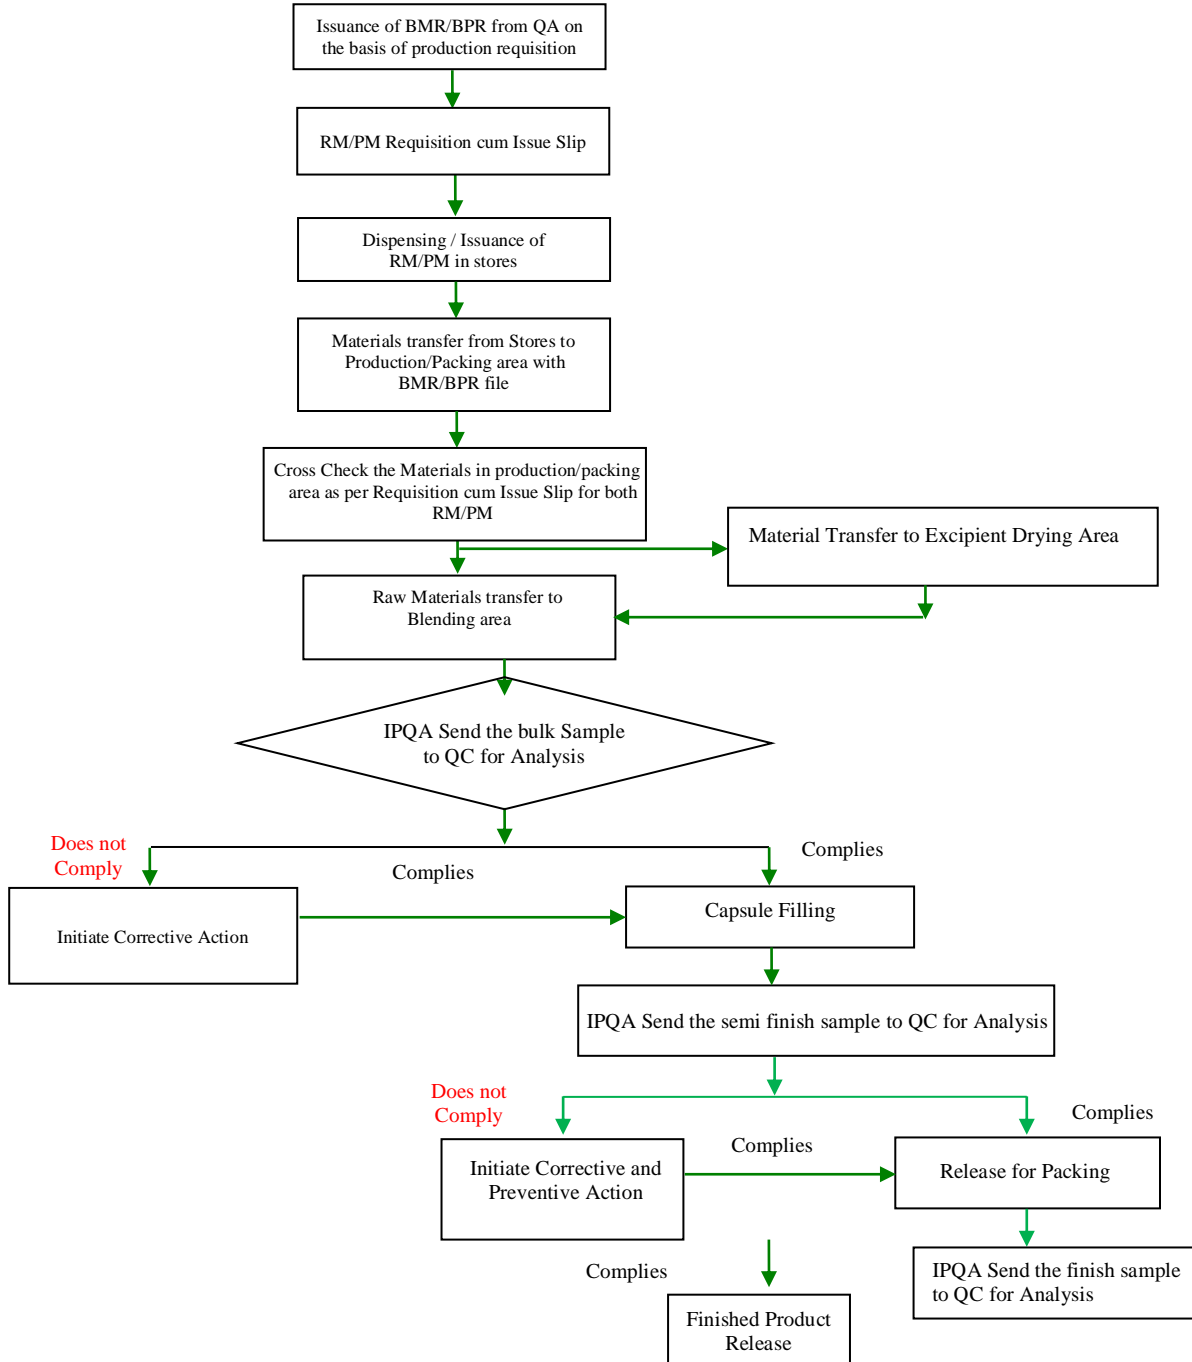 Issuance of BMR/BPR from QA on
the basis of production requisition
RM/PM Requisition cum Issue Slip
Dispensing / Issuance of
RM/PM in stores
Materials transfer from Stores to
Production/Packing area with
BMR/BPR file
Cross Check the Materials in production/packing
area as per Requisition cum Issue Slip for both
RM/PM
Material Transfer to Excipient Drying Area
Raw Materials transfer to
Blending area
IPQA Send the bulk Sample
to QC for Analysis
Does not
Comply
Complies
Complies
Initiate Corrective Action
Capsule Filling
IPQA Send the semi finish sample to QC for Analysis
Does not
Comply
Complies
Complies
Initiate Corrective and
Preventive Action
Release for Packing
Complies
IPQA Send the finish sample
to QC for Analysis
Finished Product
Release